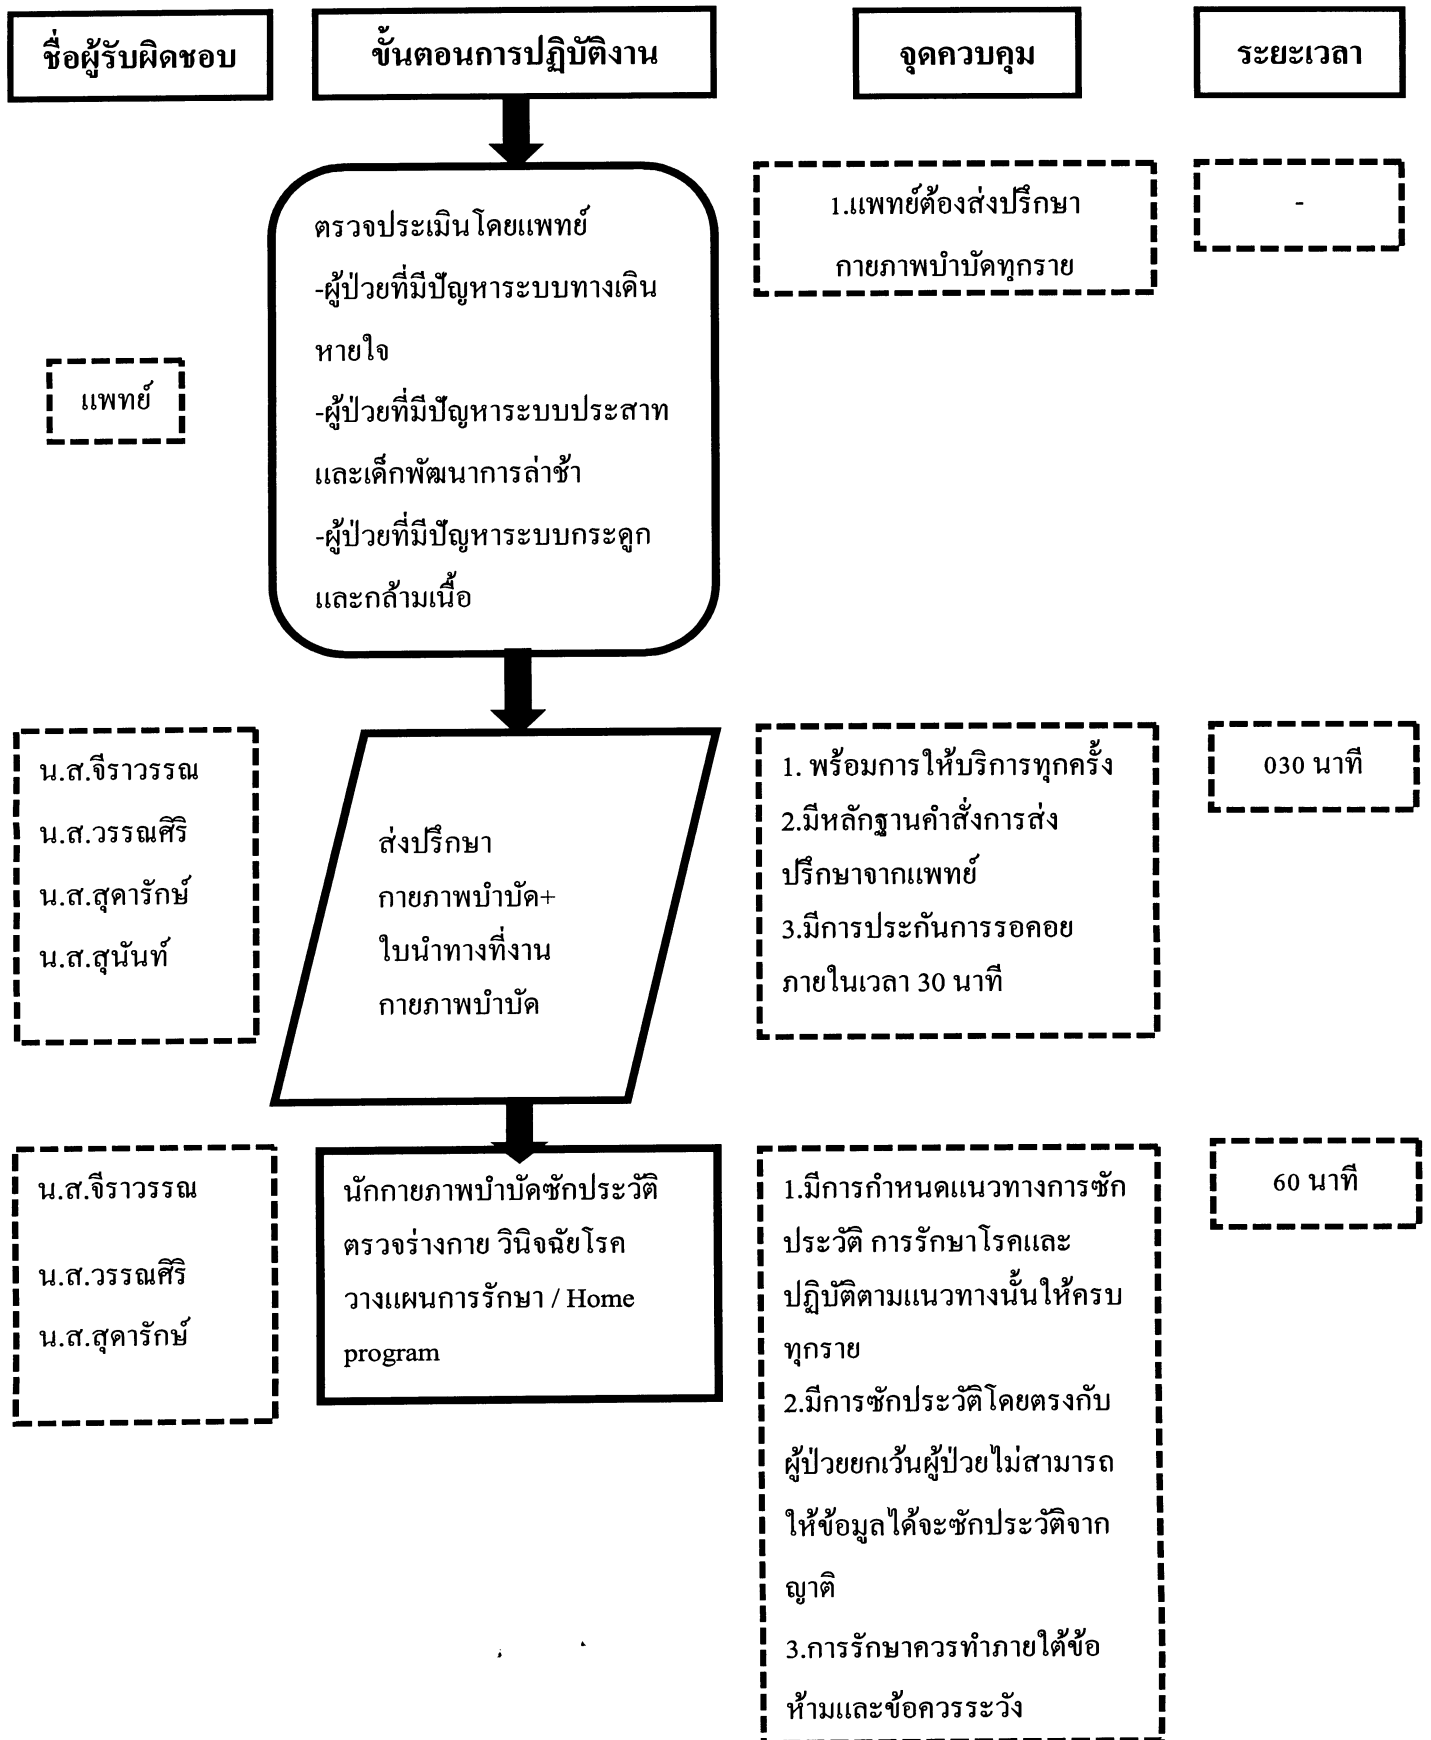 ชื่อผู้รับผิดชอบ
ขั้นตอนการปฏิบัติงาน
จุดควบคุม
ระยะเวลา
แพทย์
ตรวจประเมินโดยแพทย์
-ผู้ป่วยที่มีปัญหาระบบทางเดิน
หายใจ
-ผู้ป่วยที่มีปัญหาระบบประสาท
และเด็กพัฒนาการล่าช้า
-ผู้ป่วยที่มีปัญหาระบบกระดูก
และกล้ามเนื้อ
1.แพทย์ต้องส่งปรึกษา
กายภาพบำบัดทุกราย
-
น.ส.จีราวรรณ
น.ส.วรรณศิริ
น.ส.สุดารักษ์
น.ส.สุนันท์
ส่งปรึกษา
กายภาพบำบัด+
ใบนำทางที่งาน
กายภาพบำบัด
1. พร้อมการให้บริการทุกครั้ง
2.มีหลักฐานคำสั่งการส่ง
ปรึกษาจากแพทย์
3.มีการประกันการรอคอย
ภายในเวลา 30 นาที
030 นาที
น.ส.จีราวรรณ
น.ส.วรรณศิริ
น.ส.สุดารักษ์
นักกายภาพบำบัดซักประวัติ
ตรวจร่างกาย วินิจฉัยโรค
วางแผนการรักษา / Home
program
1.มีการกำหนดแนวทางการซัก
ประวัติ การรักษาโรคและ
ปฏิบัติตามแนวทางนั้นให้ครบ
ทุกราย
2.มีการซักประวัติโดยตรงกับ
ผู้ป่วยยกเว้นผู้ป่วยไม่สามารถ
ให้ข้อมูลได้จะซักประวัติจาก
ญาติ
3.การรักษาควรทำภายใต้ข้อ
ห้ามและข้อควรระวัง
60 นาที